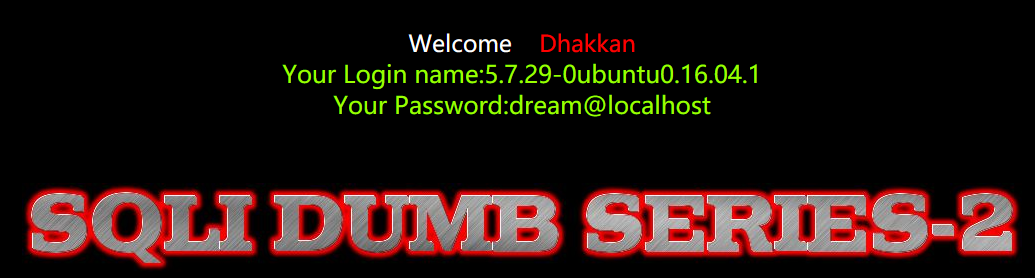 Welcome Dhakkan
Your Login name:5.7.29-0ubuntu0.16.04.1
Your Password:dream@localhost
SQLI DUMB SERIES-2